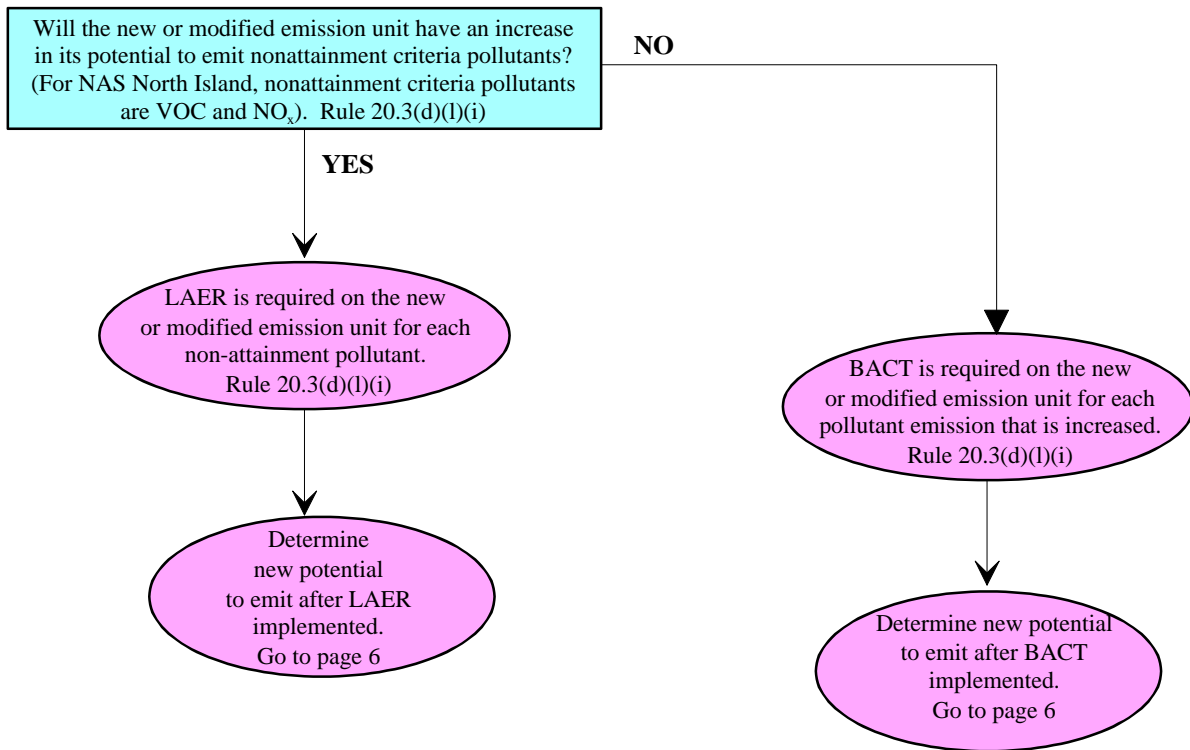 Will the new or modified emission unit have an increase
in its potential to emit nonattainment criteria pollutants?
(For NAS North Island, nonattainment criteria pollutants
are VOC and NOx).  Rule 20.3(d)(l)(i)
NO
YES
LAER is required on the new
or modified emission unit for each
non-attainment pollutant.
Rule 20.3(d)(l)(i)
BACT is required on the new
or modified emission unit for each
pollutant emission that is increased.
Rule 20.3(d)(l)(i)
Determine
new potential
to emit after LAER
implemented.
Go to page 6
Determine new potential
to emit after BACT
implemented.
Go to page 6